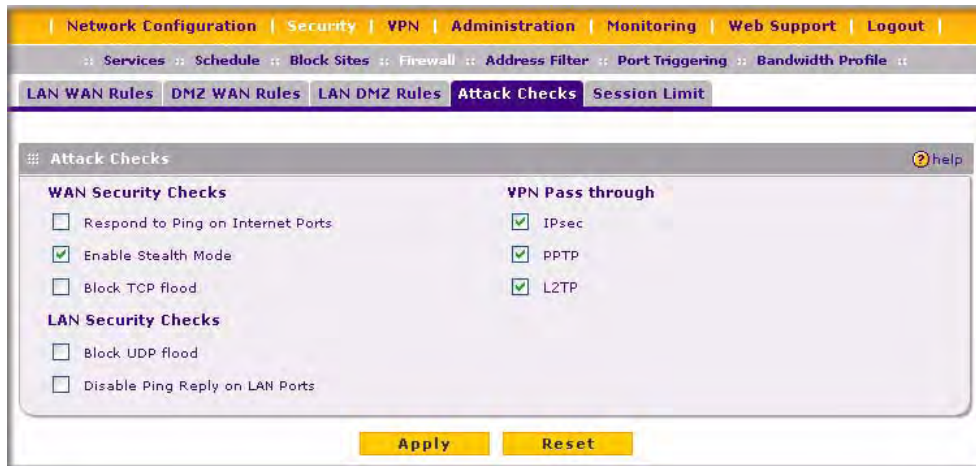 Network Configuration | Security | VPN | Administration | Monitoring | Web Support | Logout
:: Services :: Schedule :: Block Sites :: Firewall :: Address Filter :: Port Triggering :: Bandwidth Profile ::
LAN WAN Rules DMZ WAN Rules LAN DMZ Rules Attack Checks Session Limit
Attack Checks
? help
WAN Security Checks
Respond to Ping on Internet Ports
Enable Stealth Mode
Block TCP flood
LAN Security Checks
Block UDP flood
Disable Ping Reply on LAN Ports
VPN Pass through
IPsec
PPTP
L2TP
Apply Reset